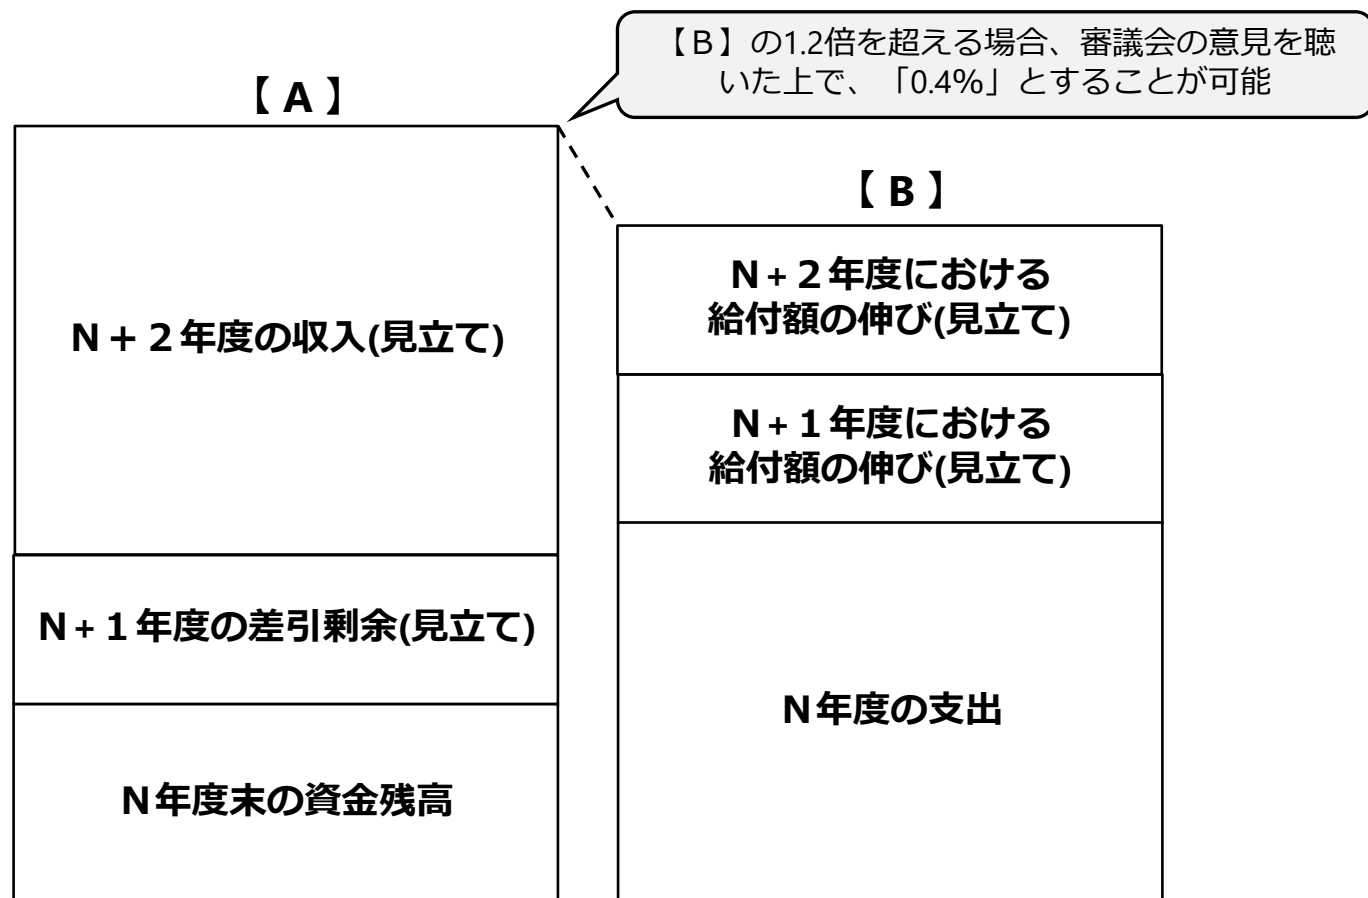 【Ｂ】の1.2倍を超える場合、審議会の意見を聴
いた上で、「0.4%」とすることが可能
【 A 】
N＋２年度の収入(見立て)
N+１年度の差引剰余(見立て)
N年度末の資金残高
【 B 】
N+２年度における
給付額の伸び(見立て)
N+１年度における
給付額の伸び(見立て)
N年度の支出